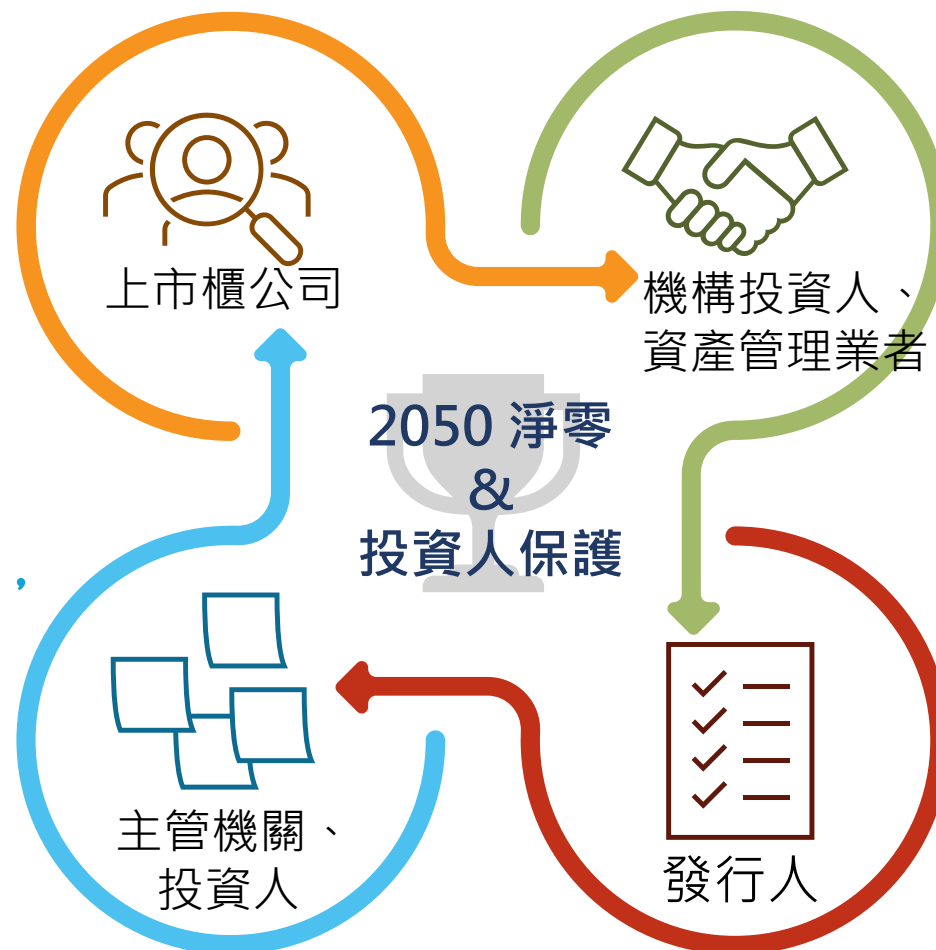 上市櫃公司
機構投資人、
資產管理業者
2050 淨零
&
投資人保護
,
主管機關、
投資人
發行人